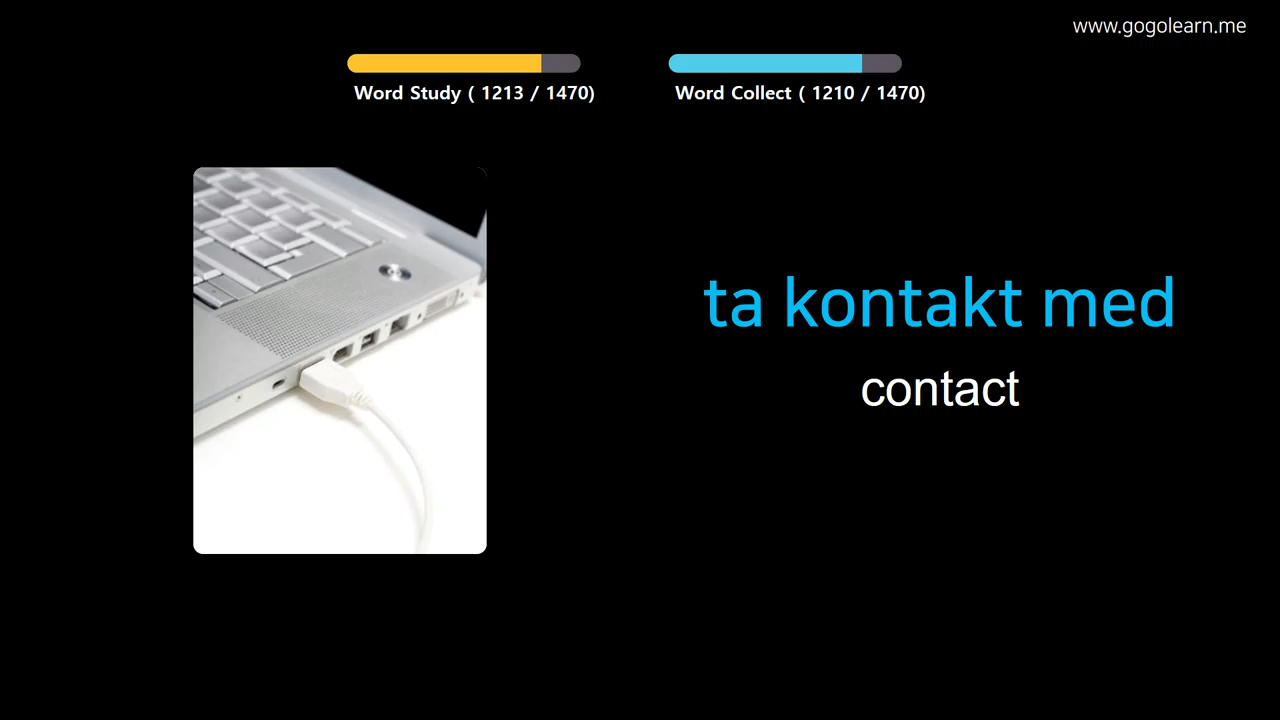 www.gogolearn.me
Word Study ( 1213 / 1470)
Word Collect ( 1210 / 1470)
ta kontakt med
contact